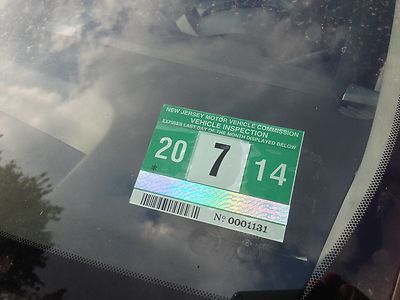 NEW JERSEY MOTOR VEHICLE COMMISSION
VEHICLE INSPECTION
EXPIRES LAST DAY OF THE MONTH DISPLAYED BELOW
20 7 14
No 0001131